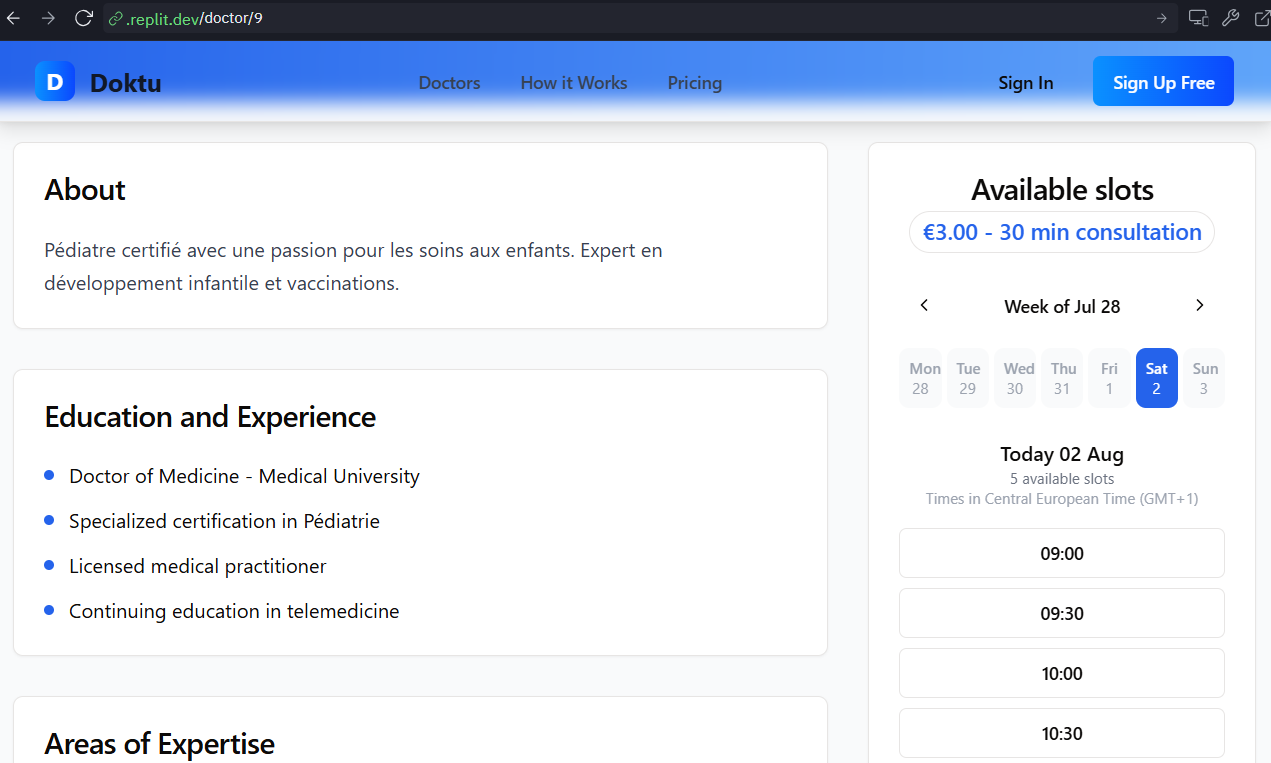 .replit.dev/doctor/9
D Doktu Doctors How it Works Pricing Sign In Sign Up Free
About
Pédiatre certifié avec une passion pour les soins aux enfants. Expert en
développement infantile et vaccinations.
Education and Experience
Doctor of Medicine - Medical University
Specialized certification in Pédiatrie
Licensed medical practitioner
Continuing education in telemedicine
Areas of Expertise
Available slots
€3.00 - 30 min consultation
Week of Jul 28
Mon Tue Wed Thu Fri Sat Sun
28 29 30 31 1 2 3
Today 02 Aug
5 available slots
Times in Central European Time (GMT+1)
09:00
09:30
10:00
10:30